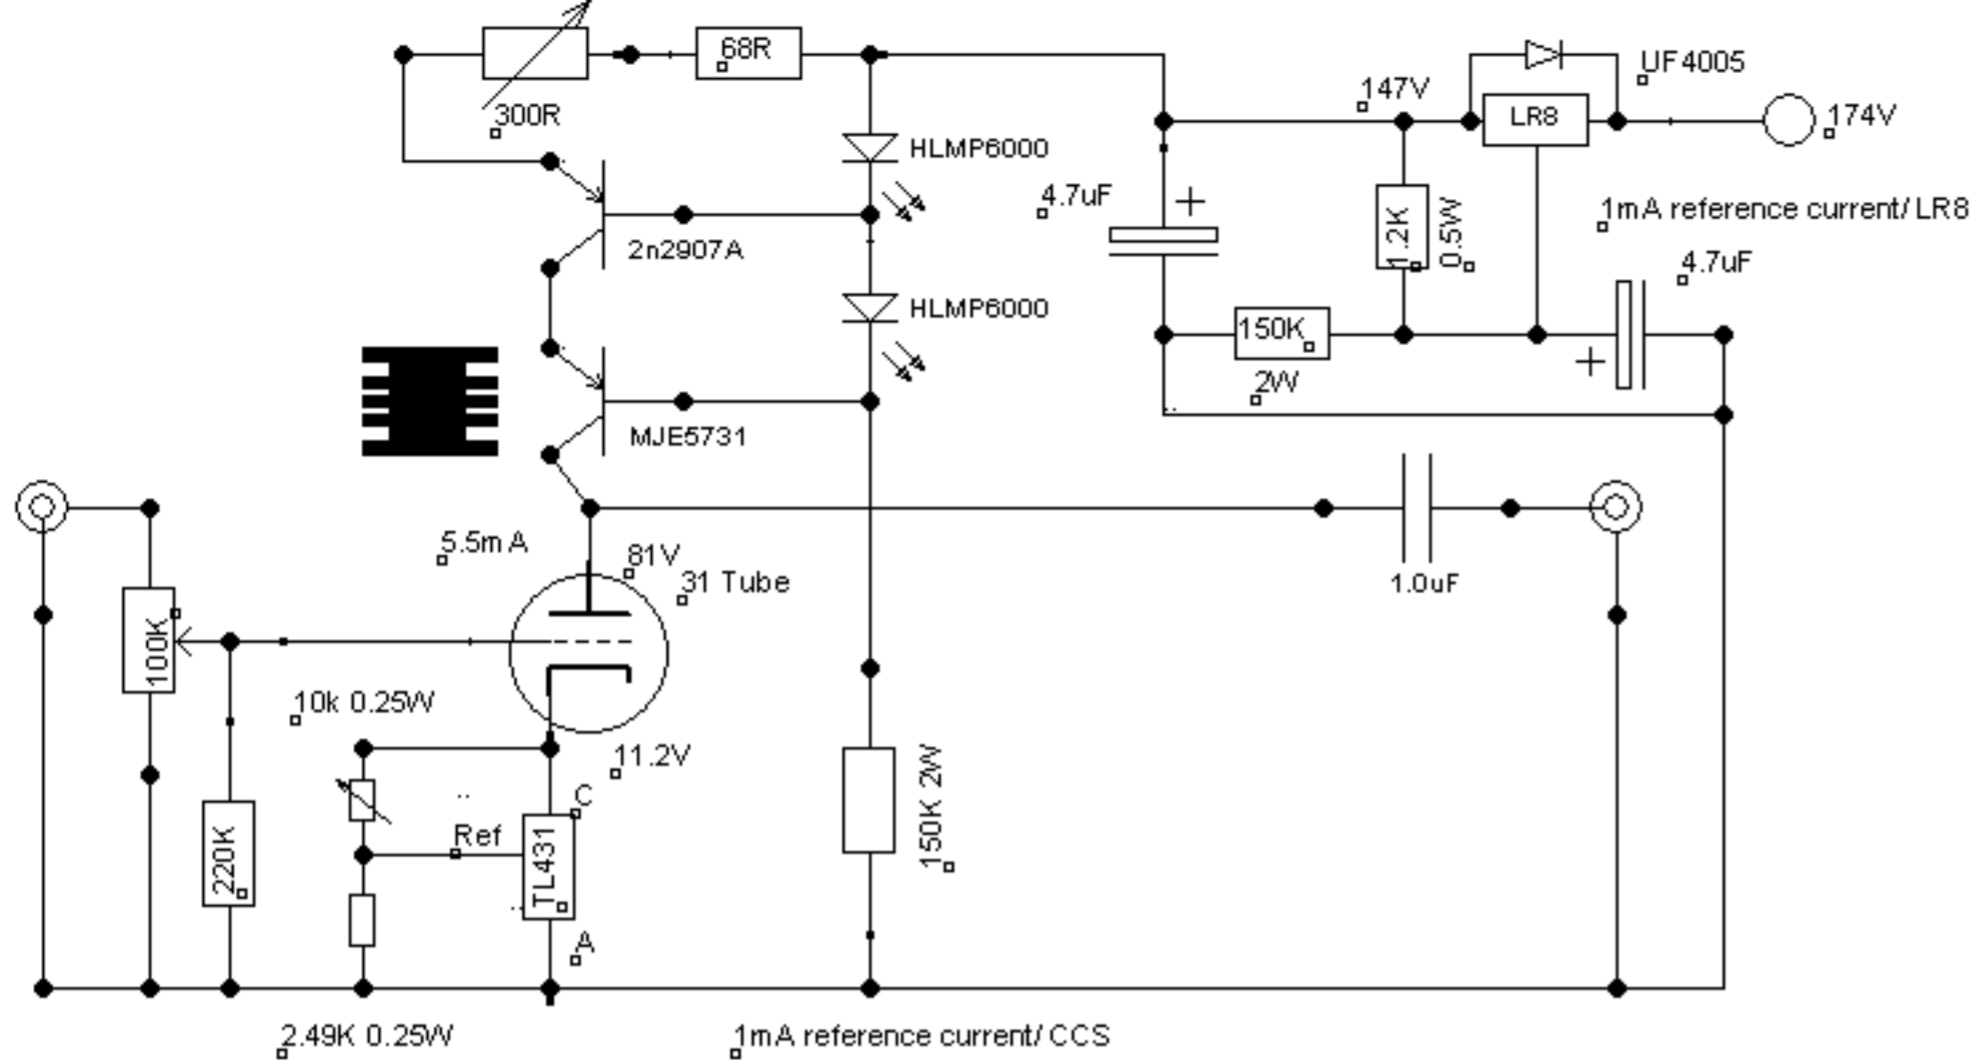 68R
300R
UF4005
147V
LR8
174V
HLMP6000
4.7uF
1.2K
0.5W
1mA reference current/ LR8
2n2907A
4.7uF
HLMP6000
150K
2W
MJE5731
5.5mA
81V
31 Tube
1.0uF
100K
10k 0.25W
11.2V
C
Ref
TL431
220K
150K 2W
A
2.49K 0.25W
1mA reference current/ CCS